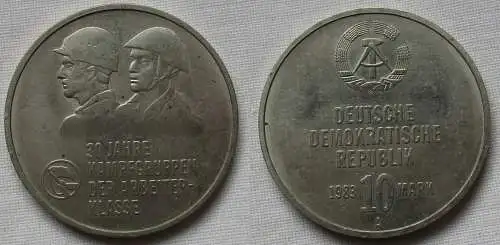 30 JAHRE
KAMPFGRUPPEN
DER ARBEITER-
KLASSE
DEUTSCHE
DEMOKRATISCHE
REPUBLIK
1983 10 MARK
A